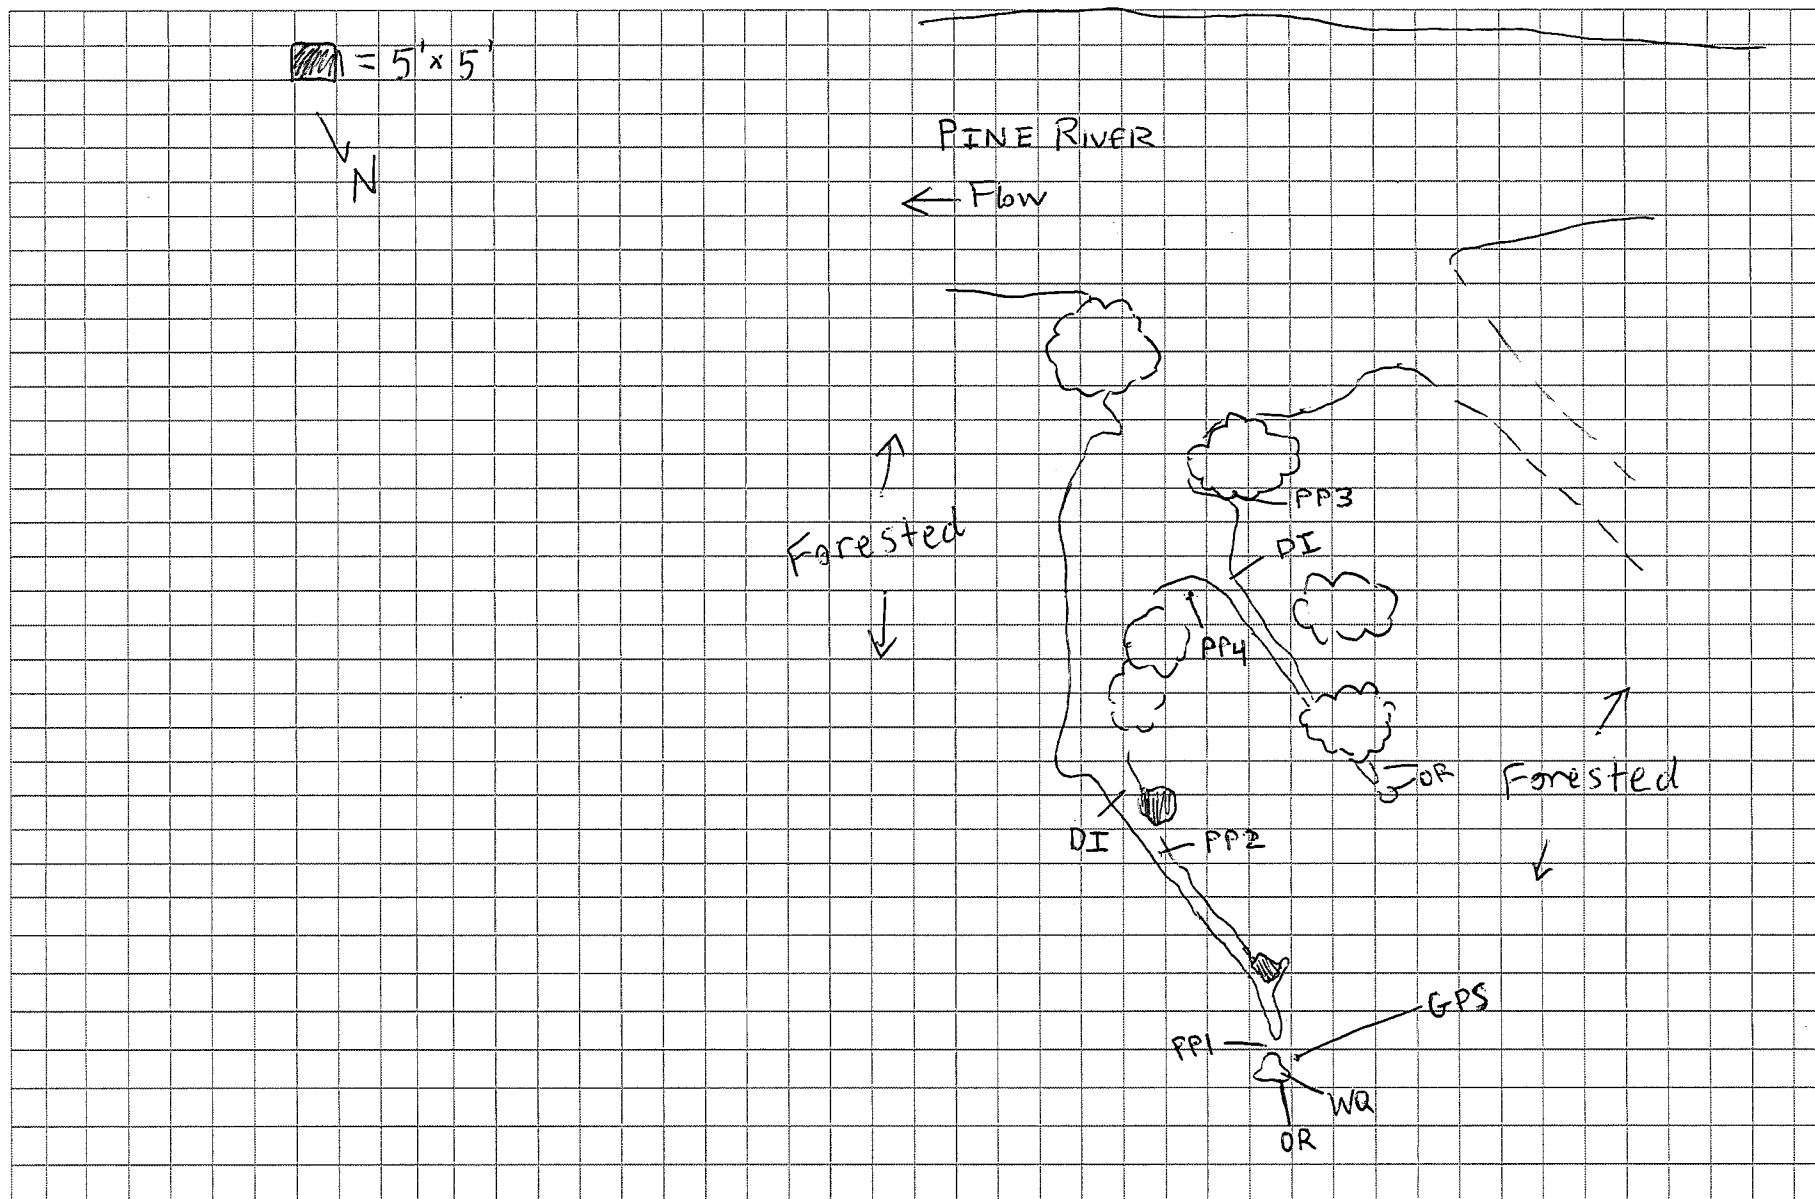 = 5' x 5'
N
PINE RIVER
← Flow
Forested
PP3
DI
PP4
OR
Forested
DI
PP2
GPS
PP1
WQ
OR